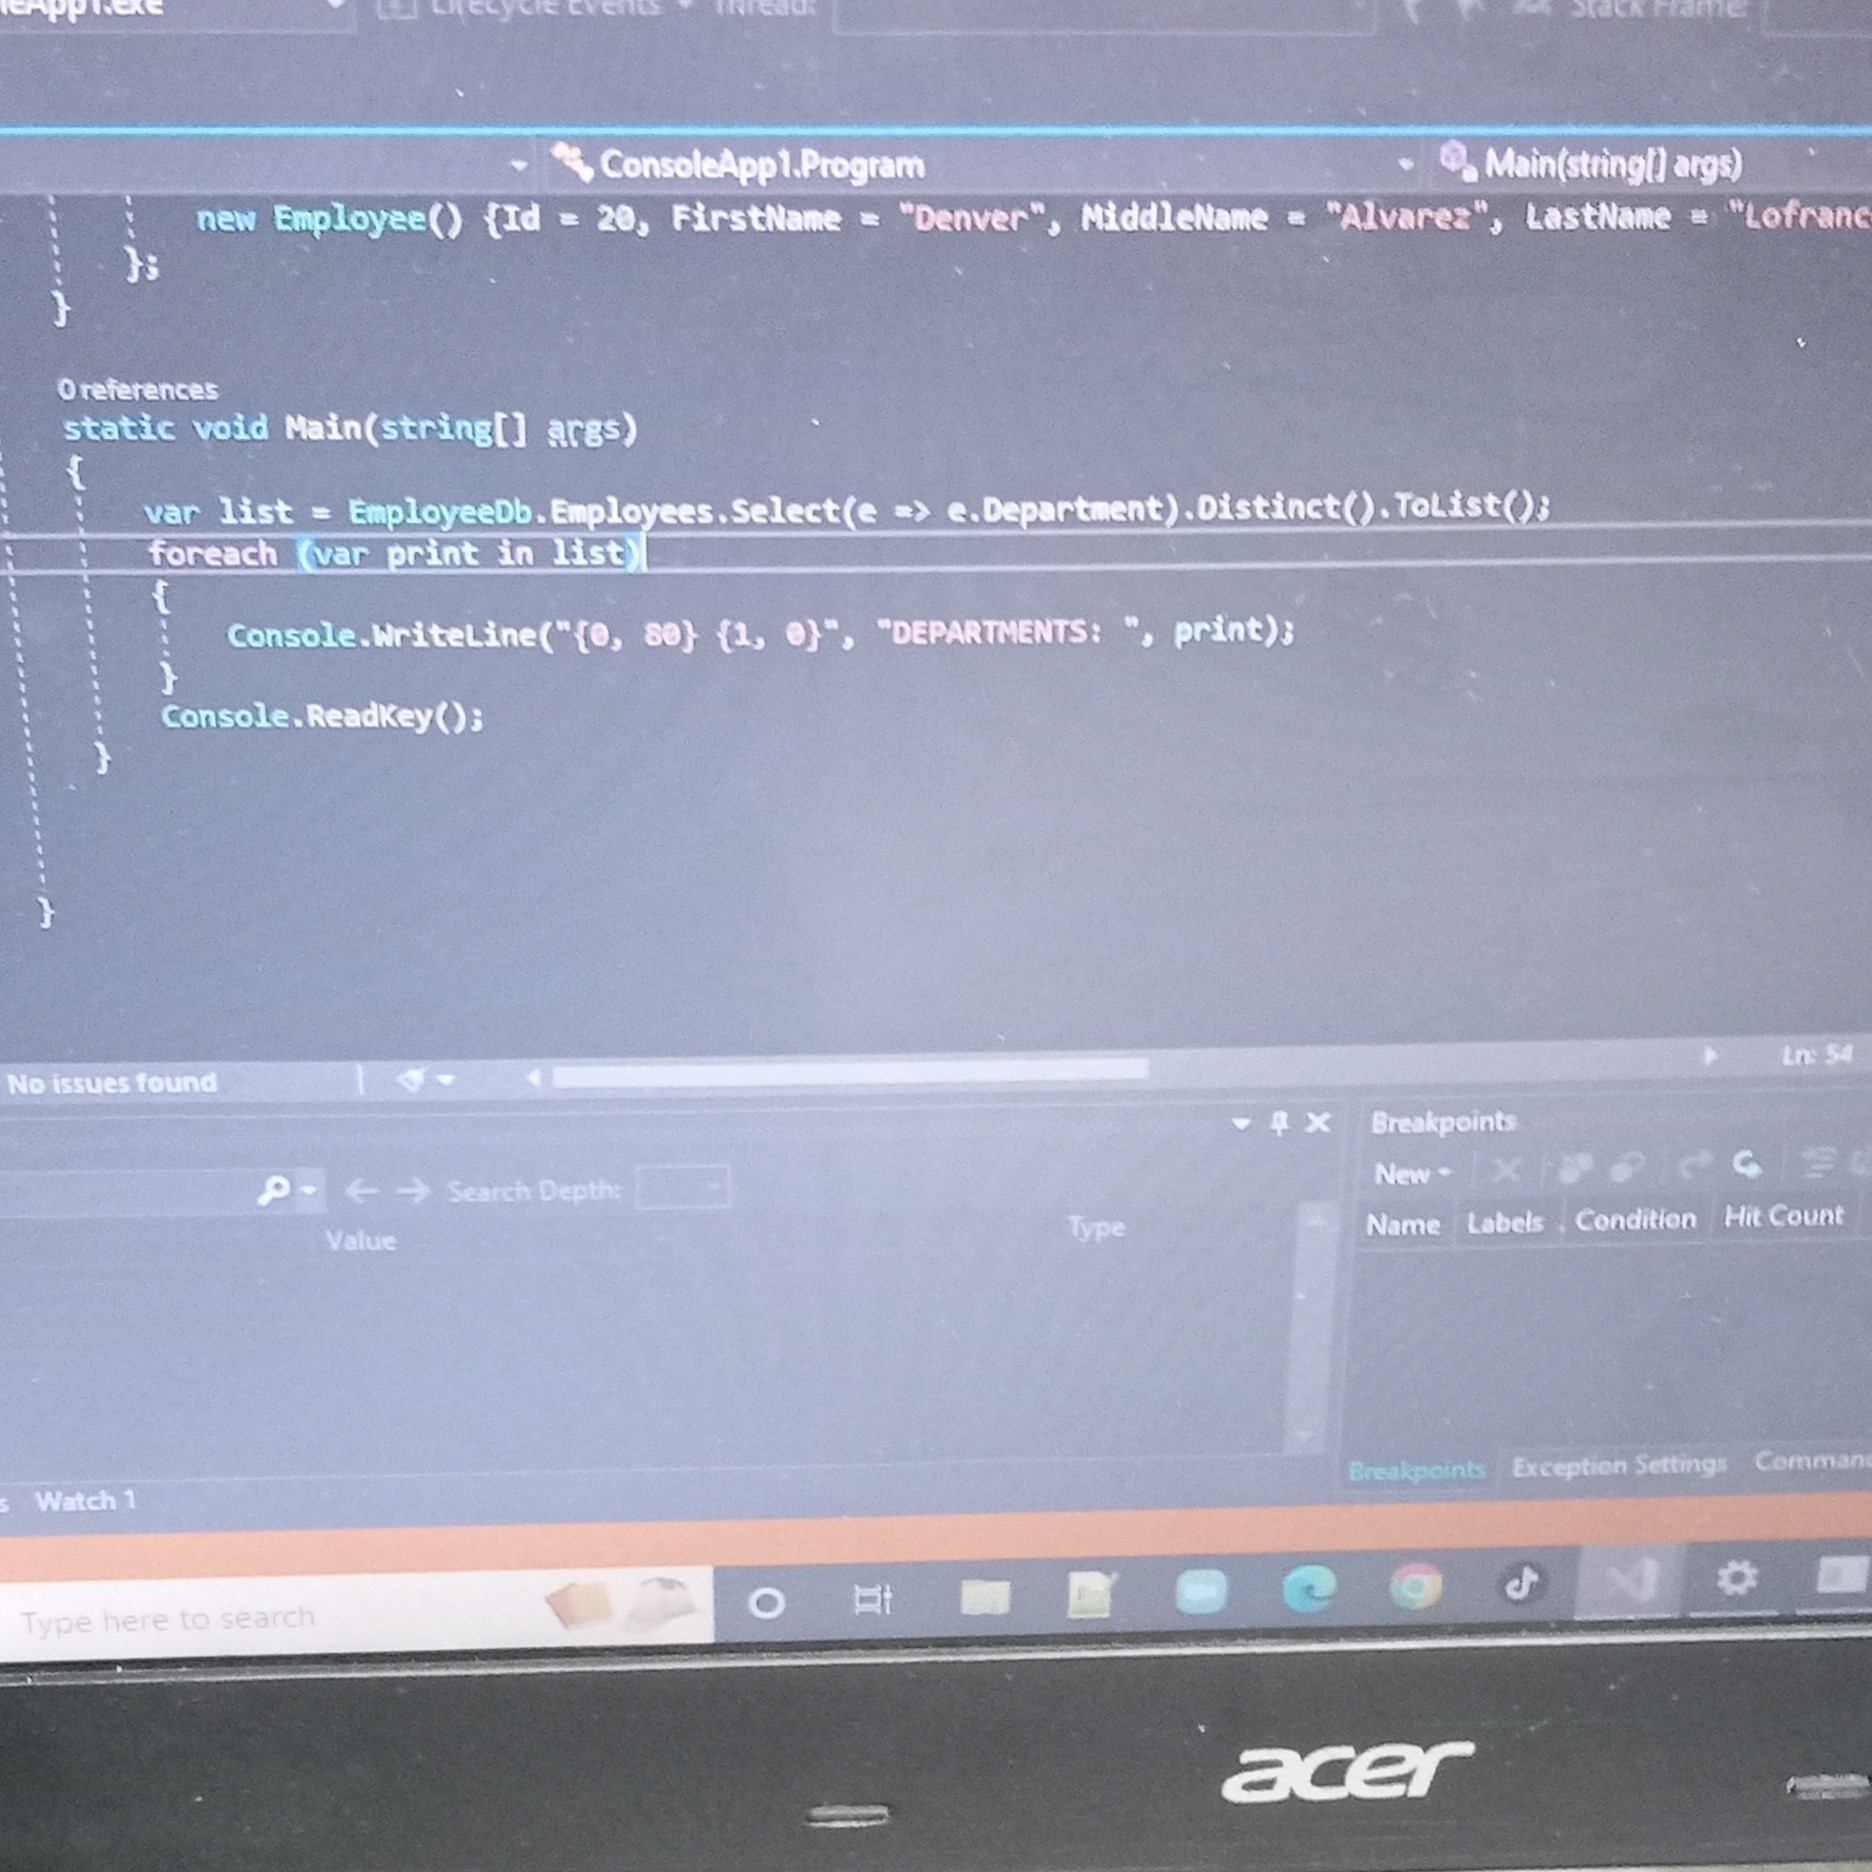 Lifecycle Events Thread: Stack Frame
ConsoleApp1.Program Main(string[] args)
new Employee() {Id = 20, FirstName = "Denver", MiddleName = "Alvarez", LastName = "Lofranc
};
}
0 references
static void Main(string[] args)
{
var list = EmployeeDb.Employees.Select(e => e.Department).Distinct().ToList();
foreach (var print in list)
{
Console.WriteLine("{0, 80} {1, 0}", "DEPARTMENTS: ", print);
}
Console.ReadKey();
}
}
No issues found Ln: 54
Breakpoints
Search Depth: New
Value Type Name Labels Condition Hit Count
s Watch 1 Breakpoints Exception Settings Comman
Type here to search
acer